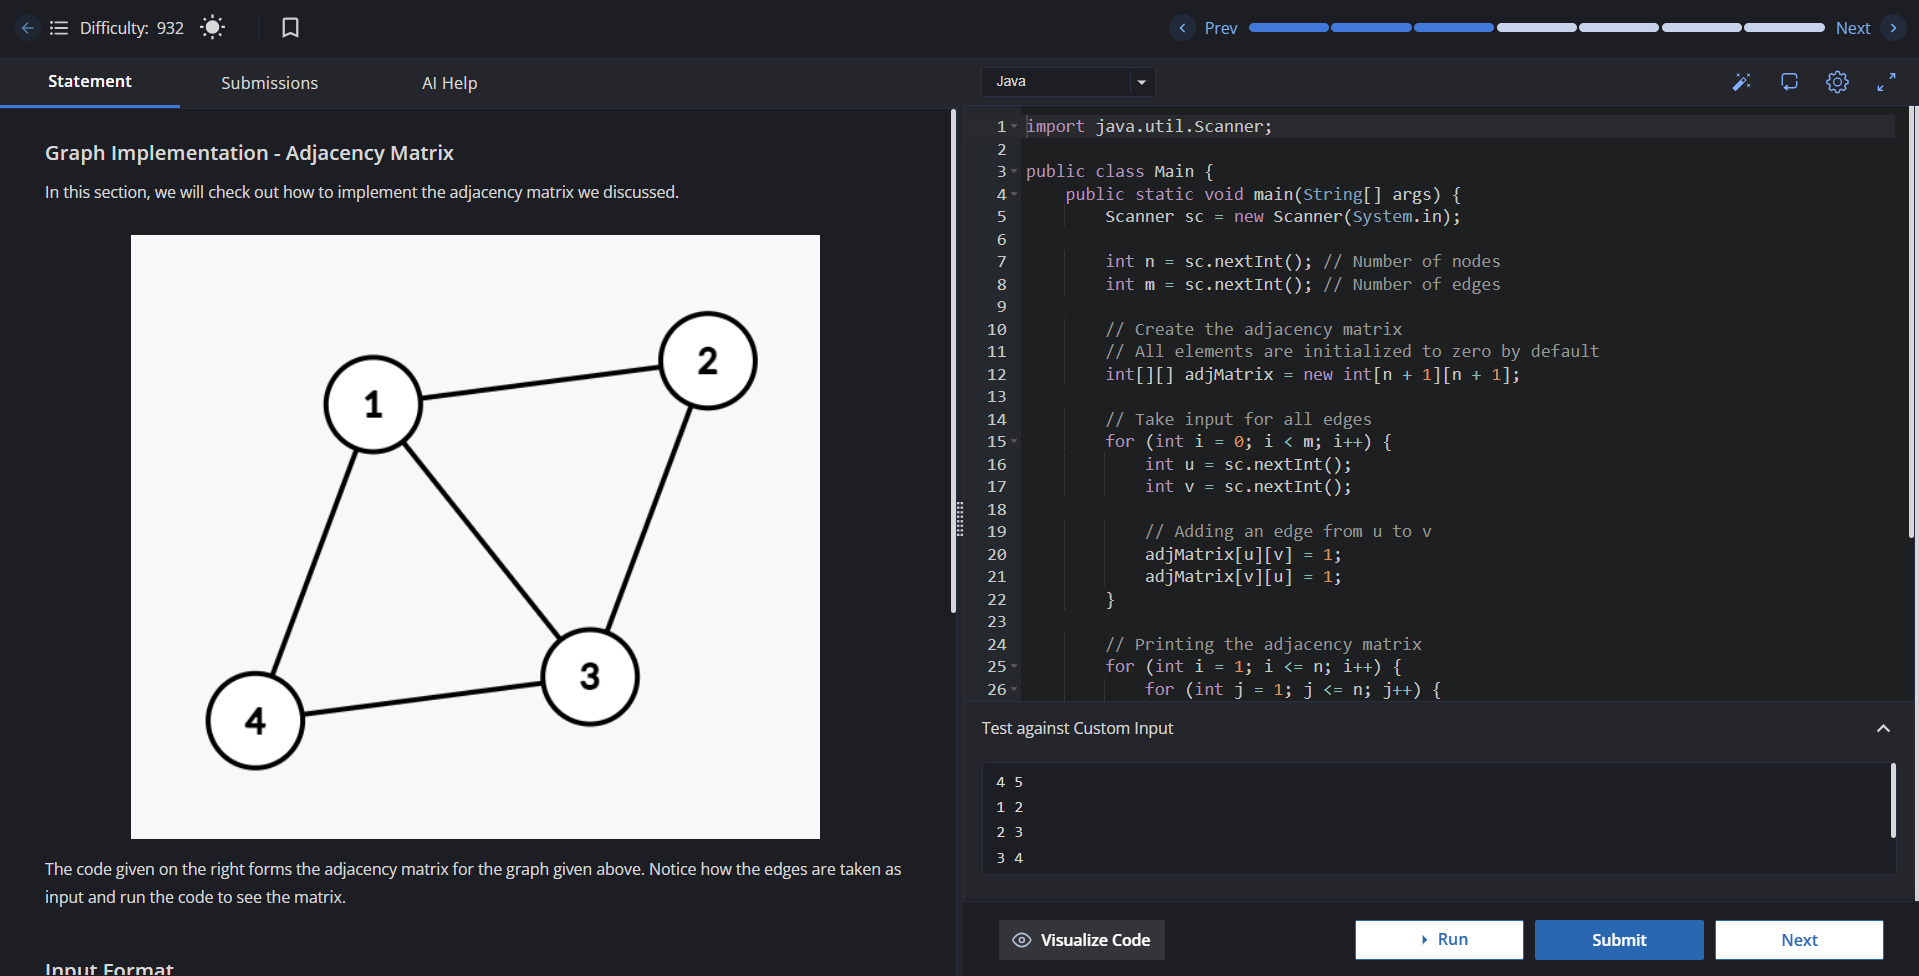 Difficulty: 932
Prev
Next
Statement
Submissions
AI Help
Graph Implementation - Adjacency Matrix
In this section, we will check out how to implement the adjacency matrix we discussed.
1
2
3
4
The code given on the right forms the adjacency matrix for the graph given above. Notice how the edges are taken as
input and run the code to see the matrix.
Input Format
Java
1 import java.util.Scanner;
2
3 public class Main {
4 public static void main(String[] args) {
5 Scanner sc = new Scanner(System.in);
6
7 int n = sc.nextInt(); // Number of nodes
8 int m = sc.nextInt(); // Number of edges
9
10 // Create the adjacency matrix
11 // All elements are initialized to zero by default
12 int[][] adjMatrix = new int[n + 1][n + 1];
13
14 // Take input for all edges
15 for (int i = 0; i < m; i++) {
16 int u = sc.nextInt();
17 int v = sc.nextInt();
18
19 // Adding an edge from u to v
20 adjMatrix[u][v] = 1;
21 adjMatrix[v][u] = 1;
22 }
23
24 // Printing the adjacency matrix
25 for (int i = 1; i <= n; i++) {
26 for (int j = 1; j <= n; j++) {
Test against Custom Input
4 5
1 2
2 3
3 4
Visualize Code
Run
Submit
Next